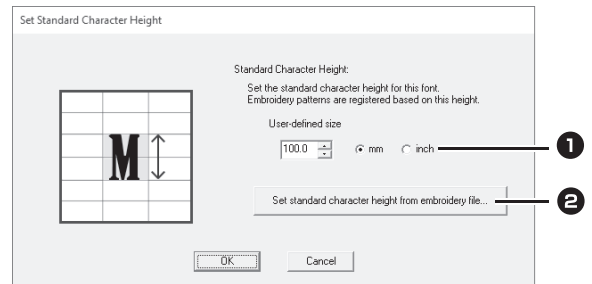 Set Standard Character Height
Standard Character Height:
Set the standard character height for this font.
Embroidery patterns are registered based on this height.
User-defined size
100.0 mm inch
1
M
Set standard character height from embroidery file...
2
OK Cancel